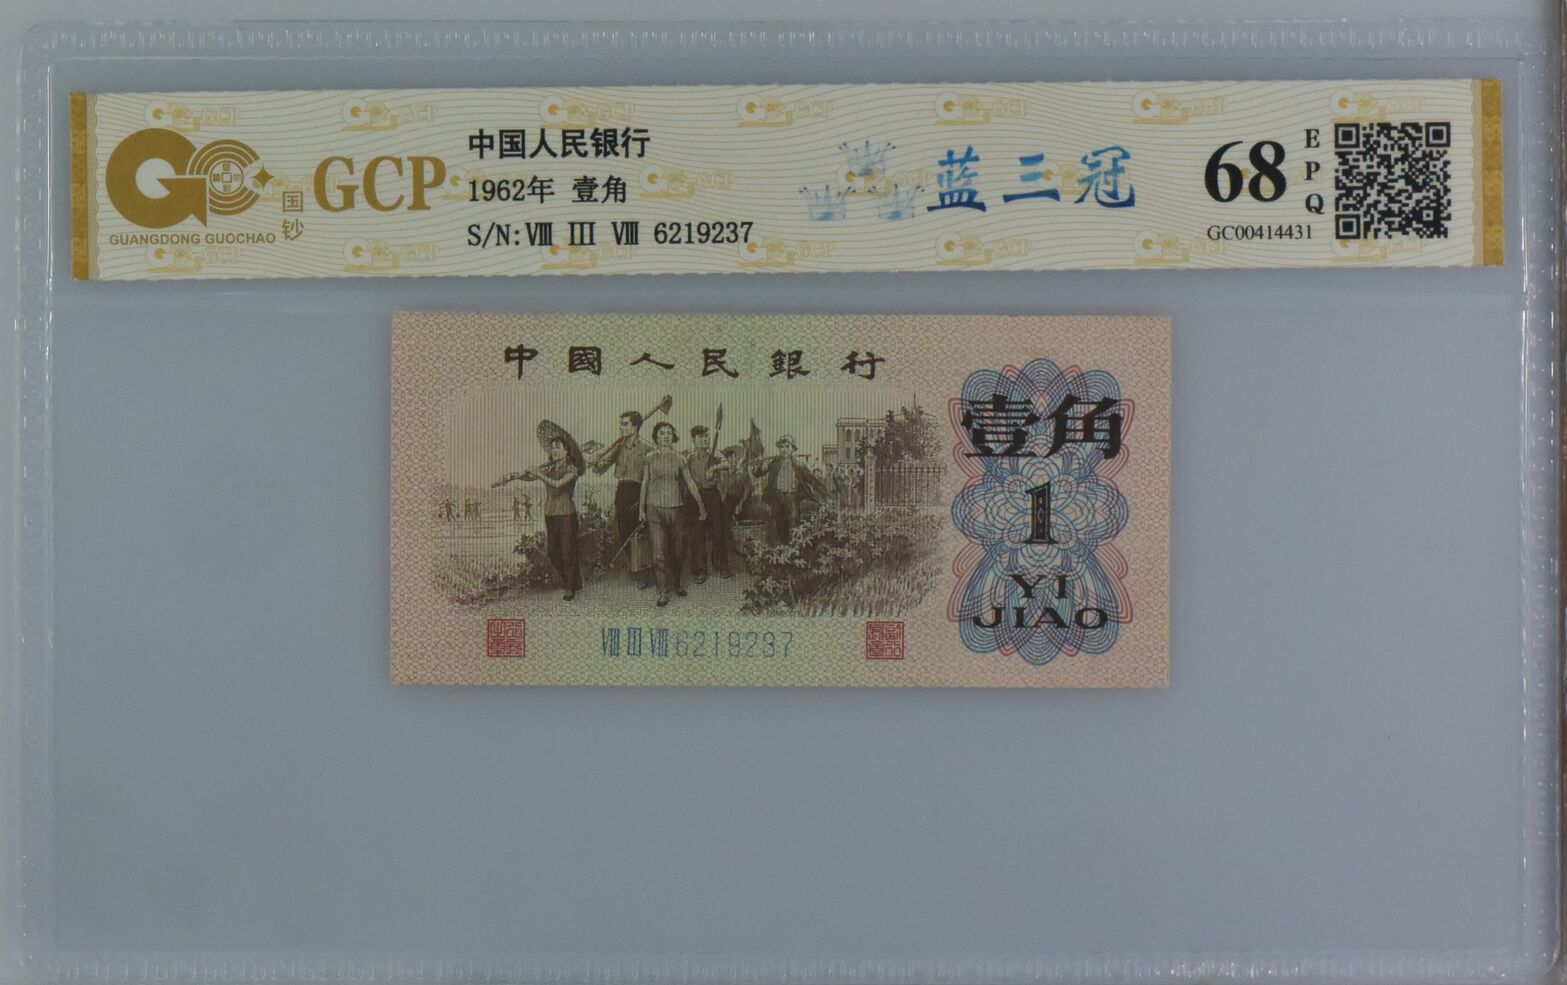 GCP
国钞
GUANGDONG GUOCHAO
中国人民银行
1962年 壹角
S/N:Ⅷ Ⅲ Ⅷ 6219237
蓝三冠
68
EPQ
GC00414431
中國人民銀行
壹角
1
YI
JIAO
Ⅷ Ⅲ Ⅷ 6219237